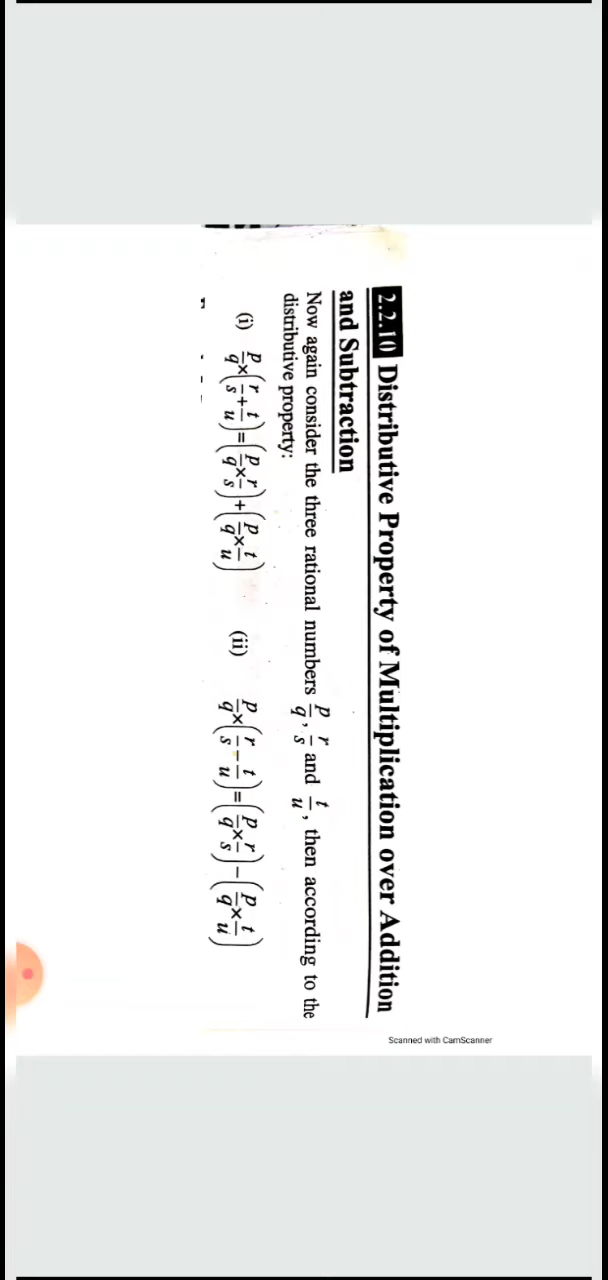 2.2.10 Distributive Property of Multiplication over Addition
and Subtraction
Now again consider the three rational numbers p/q, r/s and t/u, then according to the
distributive property:
(i) p/q×(r/s+t/u)=(p/q×r/s)+(p/q×t/u) (ii) p/q×(r/s−t/u)=(p/q×r/s)−(p/q×t/u)
Scanned with CamScanner